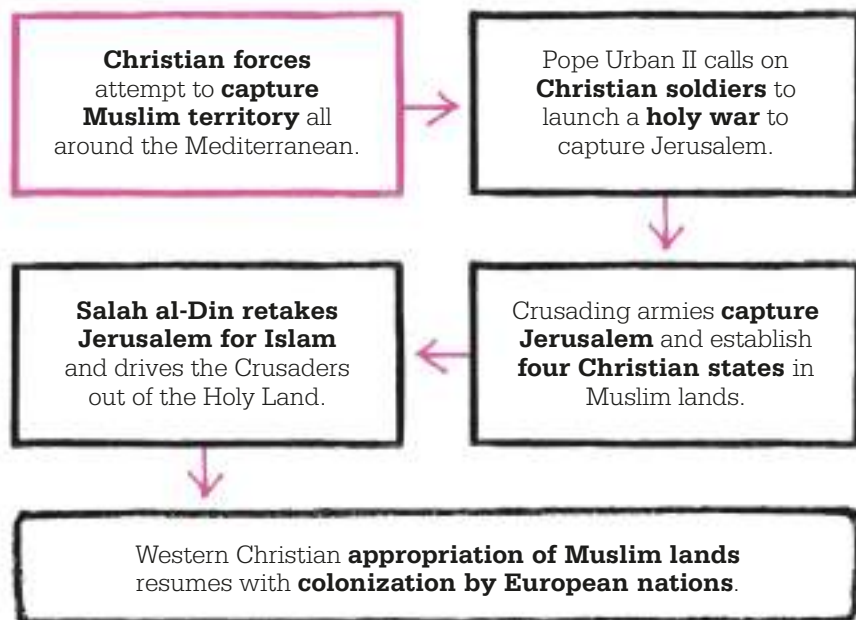 Christian forces
attempt to capture
Muslim territory all
around the Mediterranean.
Pope Urban II calls on
Christian soldiers to
launch a holy war to
capture Jerusalem.
Crusading armies capture
Jerusalem and establish
four Christian states in
Muslim lands.
Salah al-Din retakes
Jerusalem for Islam
and drives the Crusaders
out of the Holy Land.
Western Christian appropriation of Muslim lands
resumes with colonization by European nations.